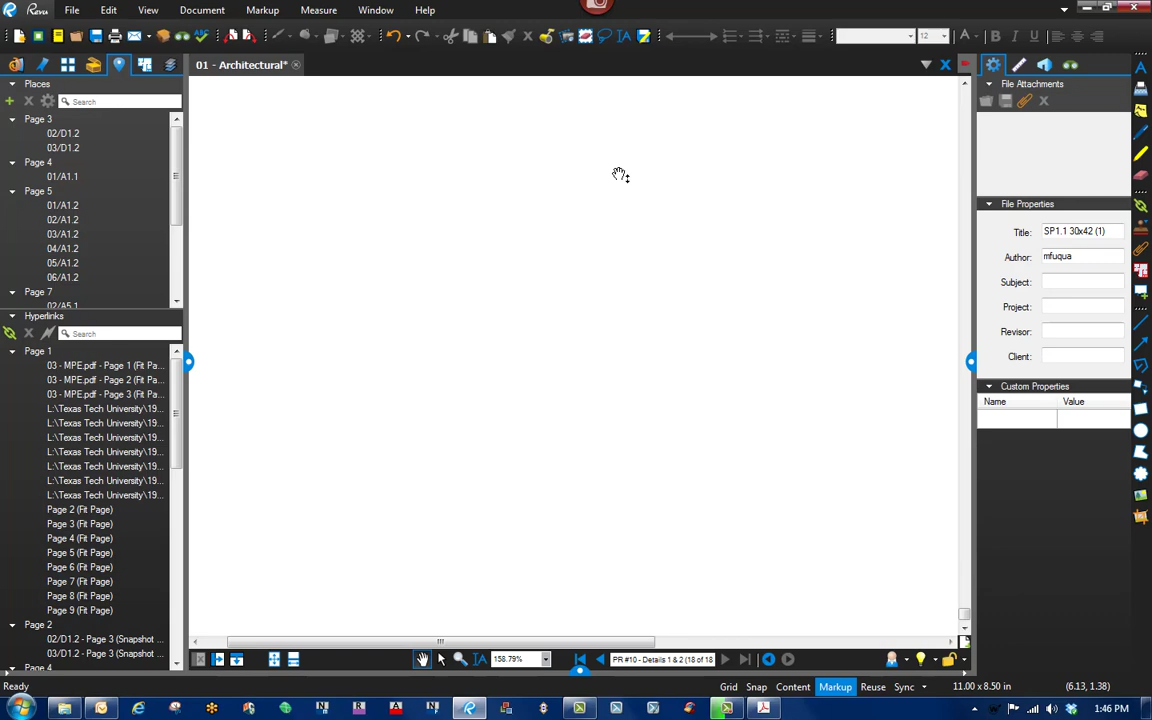 Revu File Edit View Document Markup Measure Window Help
12 A B I U
01 - Architectural*
Places
Search
Page 3
02/D1.2
03/D1.2
Page 4
01/A1.1
Page 5
01/A1.2
02/A1.2
03/A1.2
04/A1.2
05/A1.2
06/A1.2
Page 7
02/A5.1
Hyperlinks
Search
Page 1
03 - MPE.pdf - Page 1 (Fit Pa...
03 - MPE.pdf - Page 2 (Fit Pa...
03 - MPE.pdf - Page 3 (Fit Pa...
L:\Texas Tech University\19...
L:\Texas Tech University\19...
L:\Texas Tech University\19...
L:\Texas Tech University\19...
L:\Texas Tech University\19...
L:\Texas Tech University\19...
L:\Texas Tech University\19...
Page 2 (Fit Page)
Page 3 (Fit Page)
Page 4 (Fit Page)
Page 5 (Fit Page)
Page 6 (Fit Page)
Page 7 (Fit Page)
Page 8 (Fit Page)
Page 9 (Fit Page)
Page 2
02/D1.2 - Page 3 (Snapshot ...
03/D1.2 - Page 3 (Snapshot ...
Page 4
File Attachments
File Properties
Title: SP1.1 30x42 (1)
Author: mfuqua
Subject:
Project:
Revisor:
Client:
Custom Properties
Name Value
158.79% PR #10 - Details 1 & 2 (18 of 18)
Ready Grid Snap Content Markup Reuse Sync 11.00 x 8.50 in (6.13, 1.38)
1:46 PM